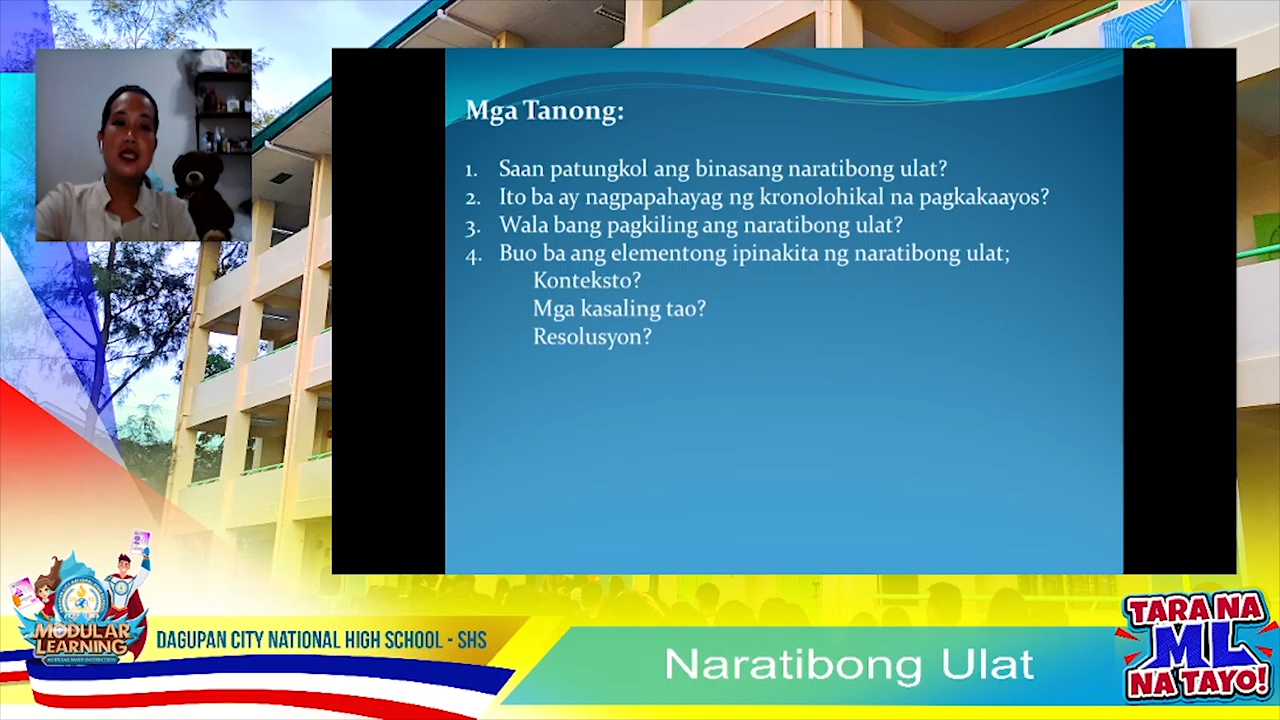 Mga Tanong:
1. Saan patungkol ang binasang naratibong ulat?
2. Ito ba ay nagpapahayag ng kronolohikal na pagkakaayos?
3. Wala bang pagkiling ang naratibong ulat?
4. Buo ba ang elementong ipinakita ng naratibong ulat;
Konteksto?
Mga kasaling tao?
Resolusyon?
MODULAR
LEARNING
DAGUPAN CITY NATIONAL HIGH SCHOOL - SHS
Naratibong Ulat
TARA NA
ML
NA TAYO!